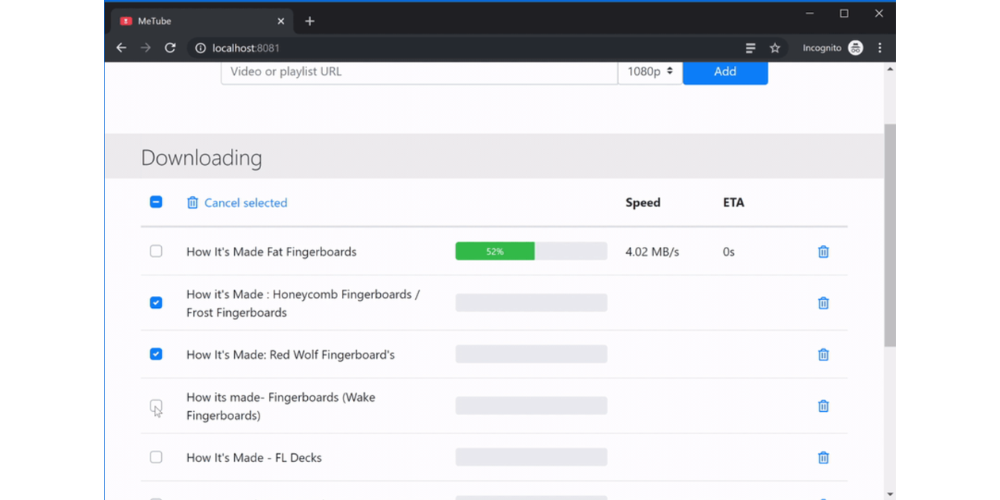 MeTube
localhost:8081
Incognito
Video or playlist URL
1080p
Add
Downloading
Cancel selected
Speed
ETA
How It's Made Fat Fingerboards
52%
4.02 MB/s
0s
How it's Made : Honeycomb Fingerboards /
Frost Fingerboards
How It's Made: Red Wolf Fingerboard's
How its made- Fingerboards (Wake
Fingerboards)
How It's Made - FL Decks